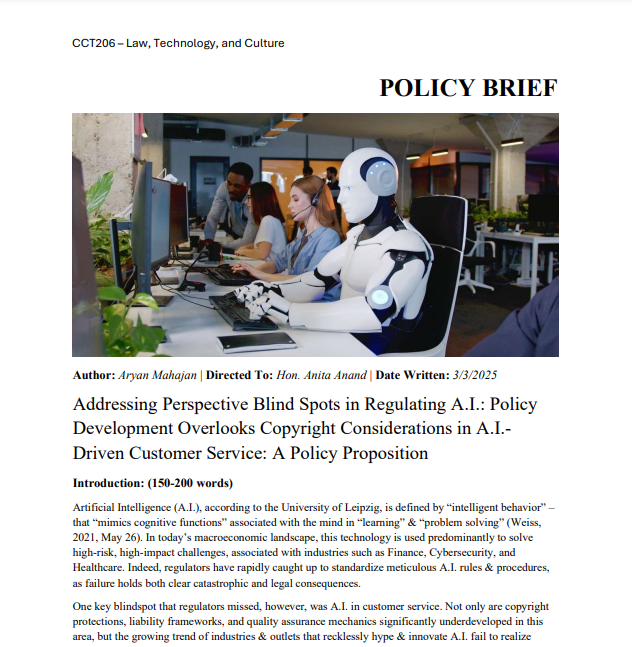 CCT206 – Law, Technology, and Culture
POLICY BRIEF
Author: Aryan Mahajan | Directed To: Hon. Anita Anand | Date Written: 3/3/2025
Addressing Perspective Blind Spots in Regulating A.I.: Policy
Development Overlooks Copyright Considerations in A.I.-
Driven Customer Service: A Policy Proposition
Introduction: (150-200 words)
Artificial Intelligence (A.I.), according to the University of Leipzig, is defined by “intelligent behavior” –
that “mimics cognitive functions” associated with the mind in “learning” & “problem solving” (Weiss,
2021, May 26). In today’s macroeconomic landscape, this technology is used predominantly to solve
high-risk, high-impact challenges, associated with industries such as Finance, Cybersecurity, and
Healthcare. Indeed, regulators have rapidly caught up to standardize meticulous A.I. rules & procedures,
as failure holds both clear catastrophic and legal consequences.
One key blindspot that regulators missed, however, was A.I. in customer service. Not only are copyright
protections, liability frameworks, and quality assurance mechanics significantly underdeveloped in this
area, but the growing trend of industries & outlets that recklessly hype & innovate A.I. fail to realize